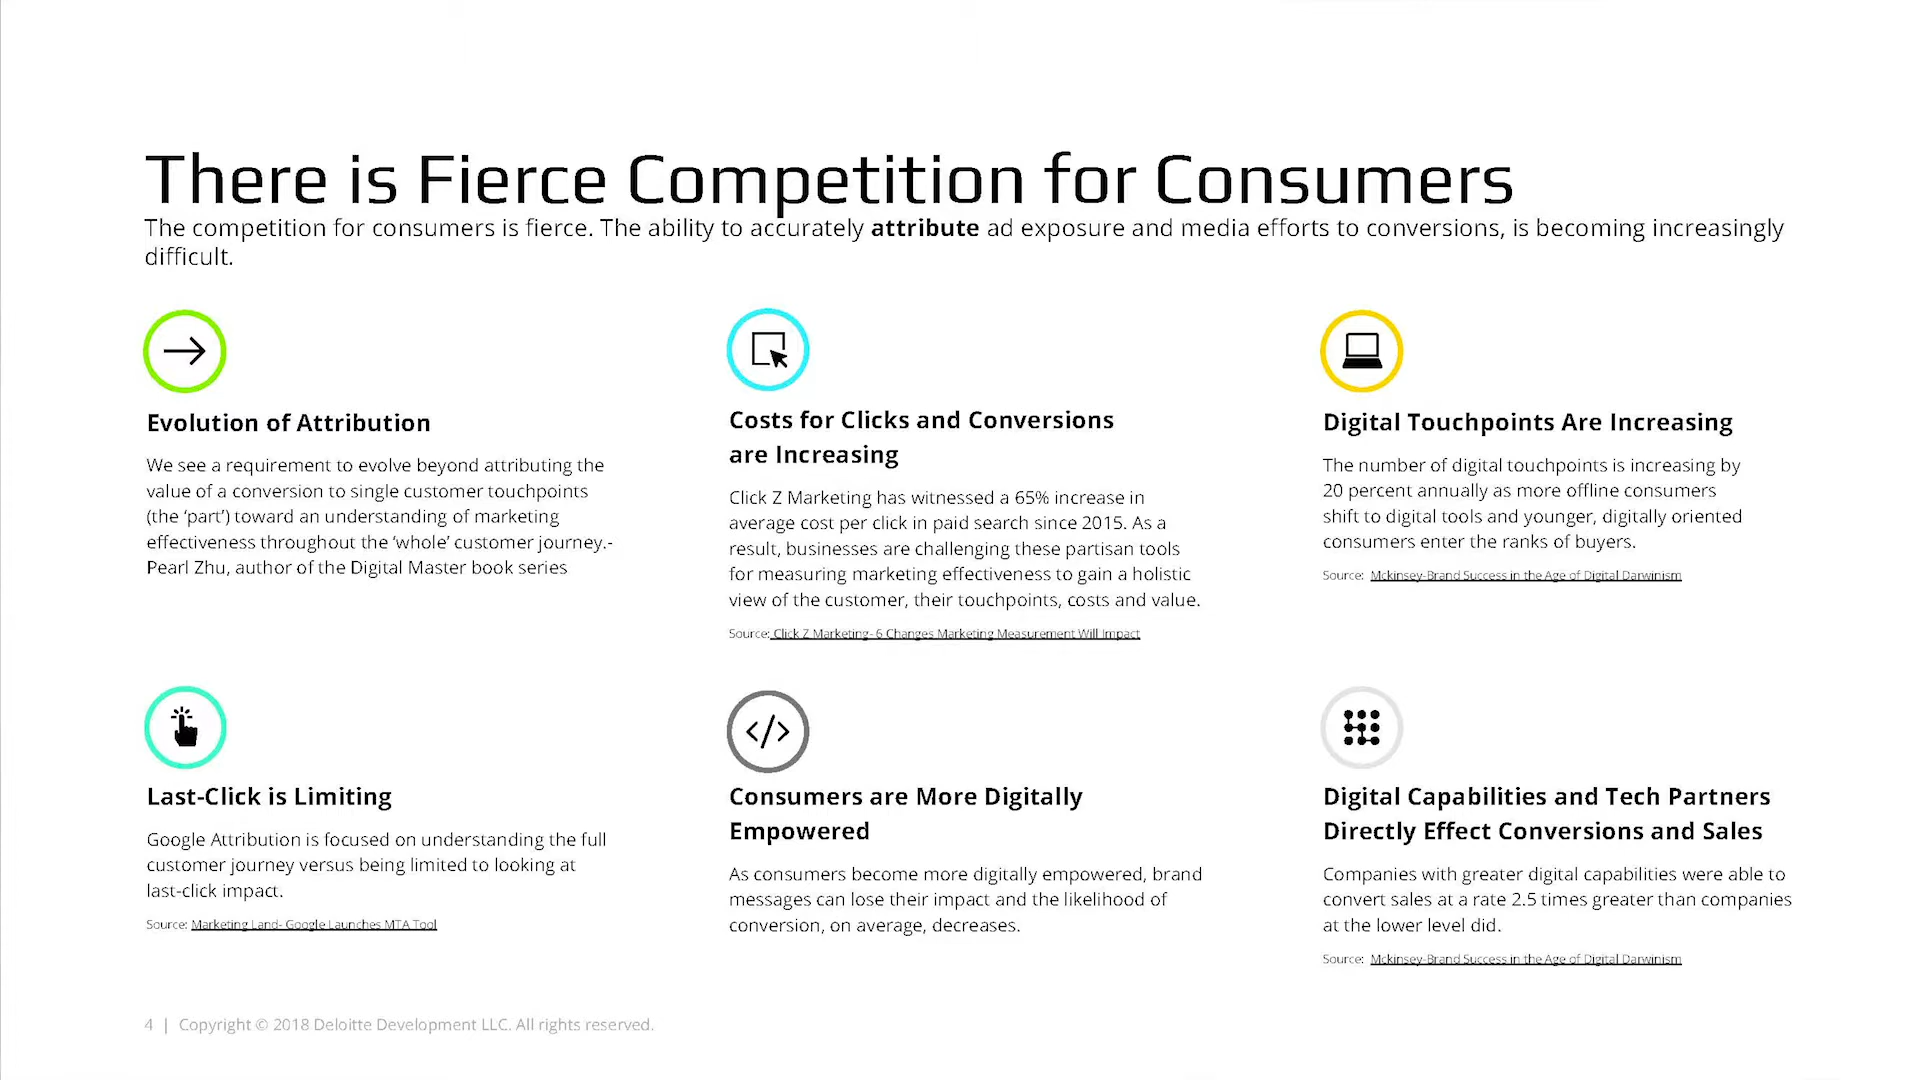 There is Fierce Competition for Consumers
The competition for consumers is fierce. The ability to accurately attribute ad exposure and media efforts to conversions, is becoming increasingly
difficult.
Evolution of Attribution
We see a requirement to evolve beyond attributing the
value of a conversion to single customer touchpoints
(the ‘part’) toward an understanding of marketing
effectiveness throughout the ‘whole’ customer journey.-
Pearl Zhu, author of the Digital Master book series
Costs for Clicks and Conversions
are Increasing
Click Z Marketing has witnessed a 65% increase in
average cost per click in paid search since 2015. As a
result, businesses are challenging these partisan tools
for measuring marketing effectiveness to gain a holistic
view of the customer, their touchpoints, costs and value.
Source: Click Z Marketing- 6 Changes Marketing Measurement Will Impact
Digital Touchpoints Are Increasing
The number of digital touchpoints is increasing by
20 percent annually as more offline consumers
shift to digital tools and younger, digitally oriented
consumers enter the ranks of buyers.
Source: Mckinsey-Brand Success in the Age of Digital Darwinism
Last-Click is Limiting
Google Attribution is focused on understanding the full
customer journey versus being limited to looking at
last-click impact.
Source: Marketing Land- Google Launches MTA Tool
Consumers are More Digitally
Empowered
As consumers become more digitally empowered, brand
messages can lose their impact and the likelihood of
conversion, on average, decreases.
Digital Capabilities and Tech Partners
Directly Effect Conversions and Sales
Companies with greater digital capabilities were able to
convert sales at a rate 2.5 times greater than companies
at the lower level did.
Source: Mckinsey-Brand Success in the Age of Digital Darwinism
4 | Copyright © 2018 Deloitte Development LLC. All rights reserved.